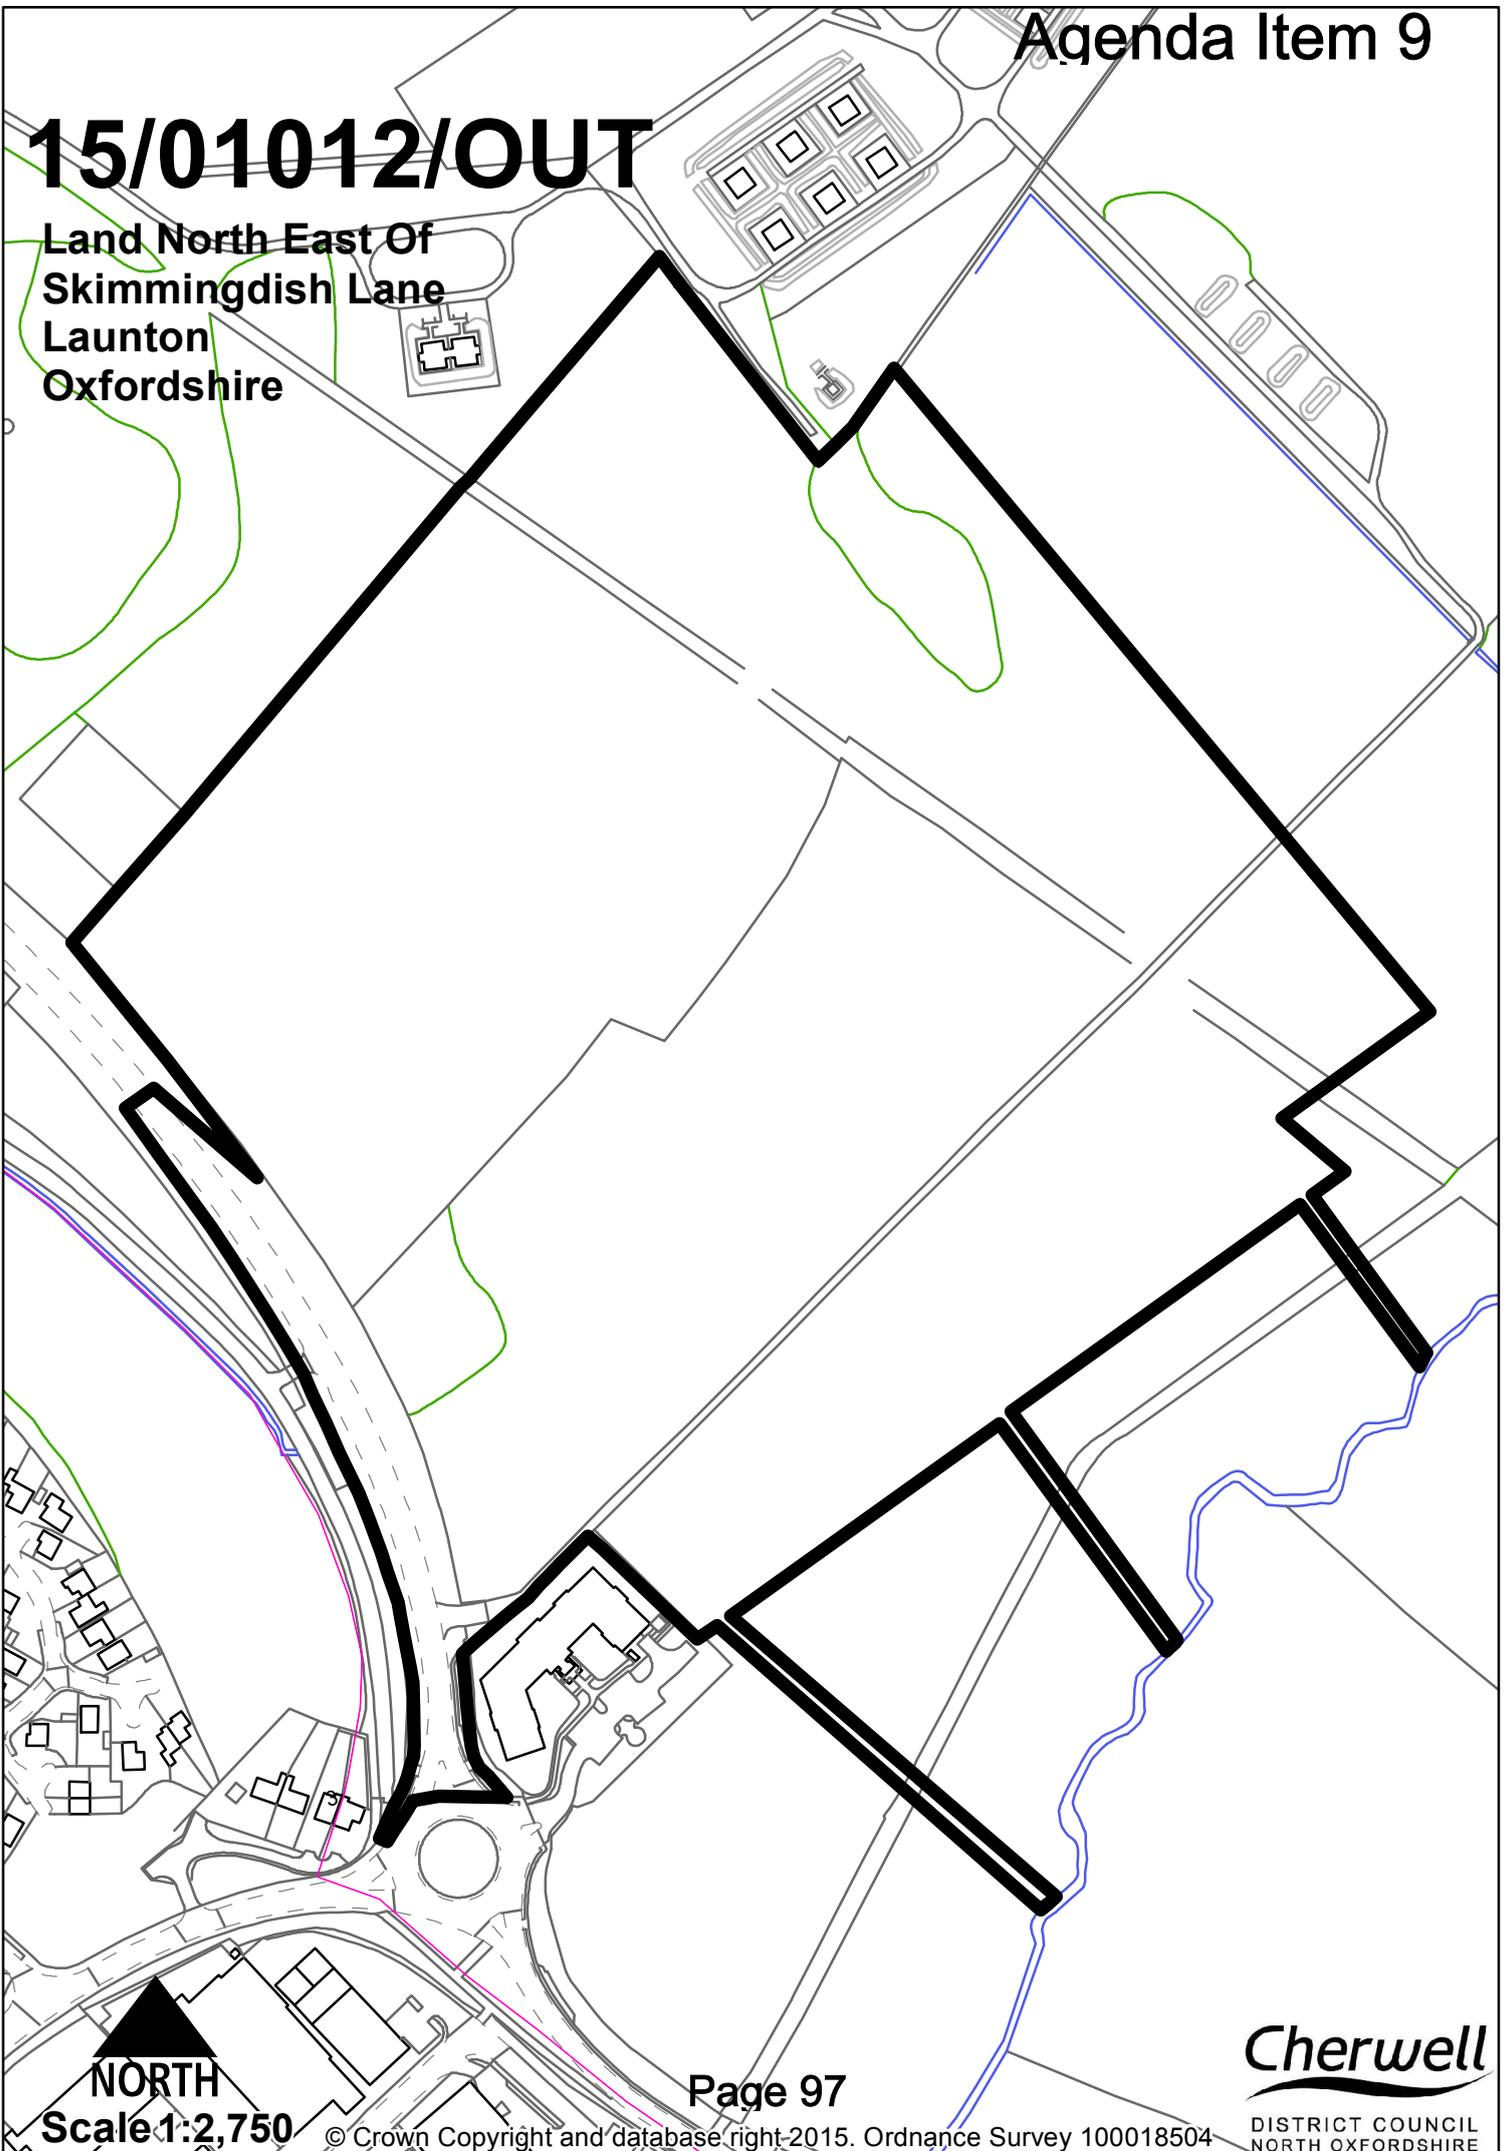 Agenda Item 9
15/01012/OUT
Land North East Of
Skimmingdish Lane
Launton
Oxfordshire
3
NORTH
Scale 1:2,750
Page 97
© Crown Copyright and database right 2015. Ordnance Survey 100018504
Cherwell
DISTRICT COUNCIL
NORTH OXFORDSHIRE